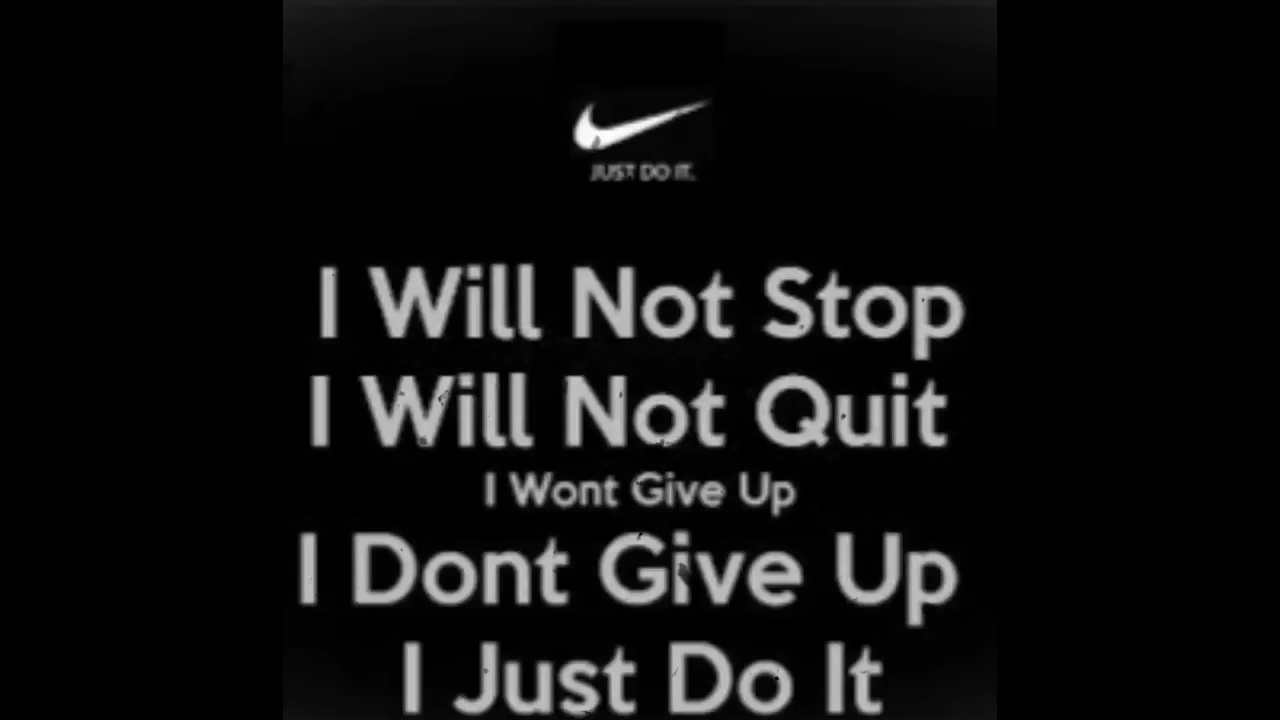 JUST DO IT.
I Will Not Stop
I Will Not Quit
I Wont Give Up
I Dont Give Up
I Just Do It